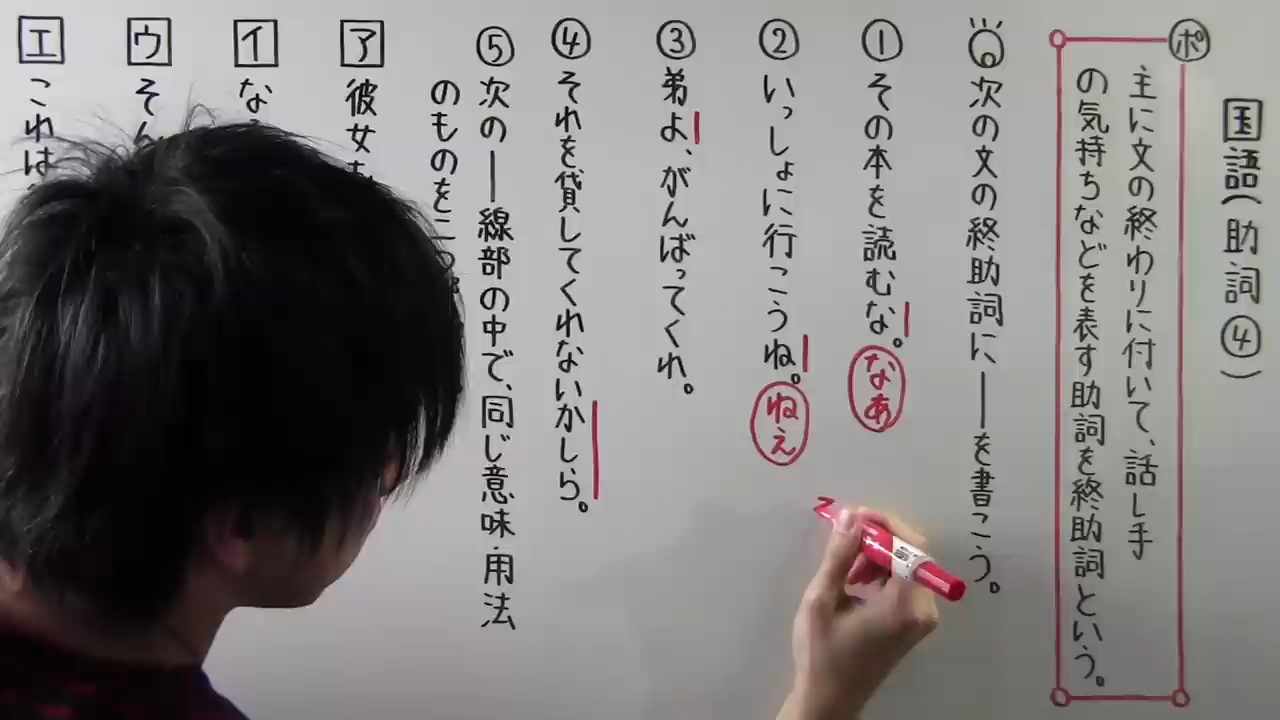 国語(助詞④)
ポ
主に文の終わりに付いて、話し手
の気持ちなどを表す助詞を終助詞という。
次の文の終助詞に―を書こう。
①その本を読むな。
なあ
②いっしょに行こうね。
ねえ
③弟よ、がんばってくれ。
④それを貸してくれないかしら。
⑤次の―線部の中で、同じ意味・用法
のものを二つ。
ア 彼女も
イ な
ウ そん
エ これは